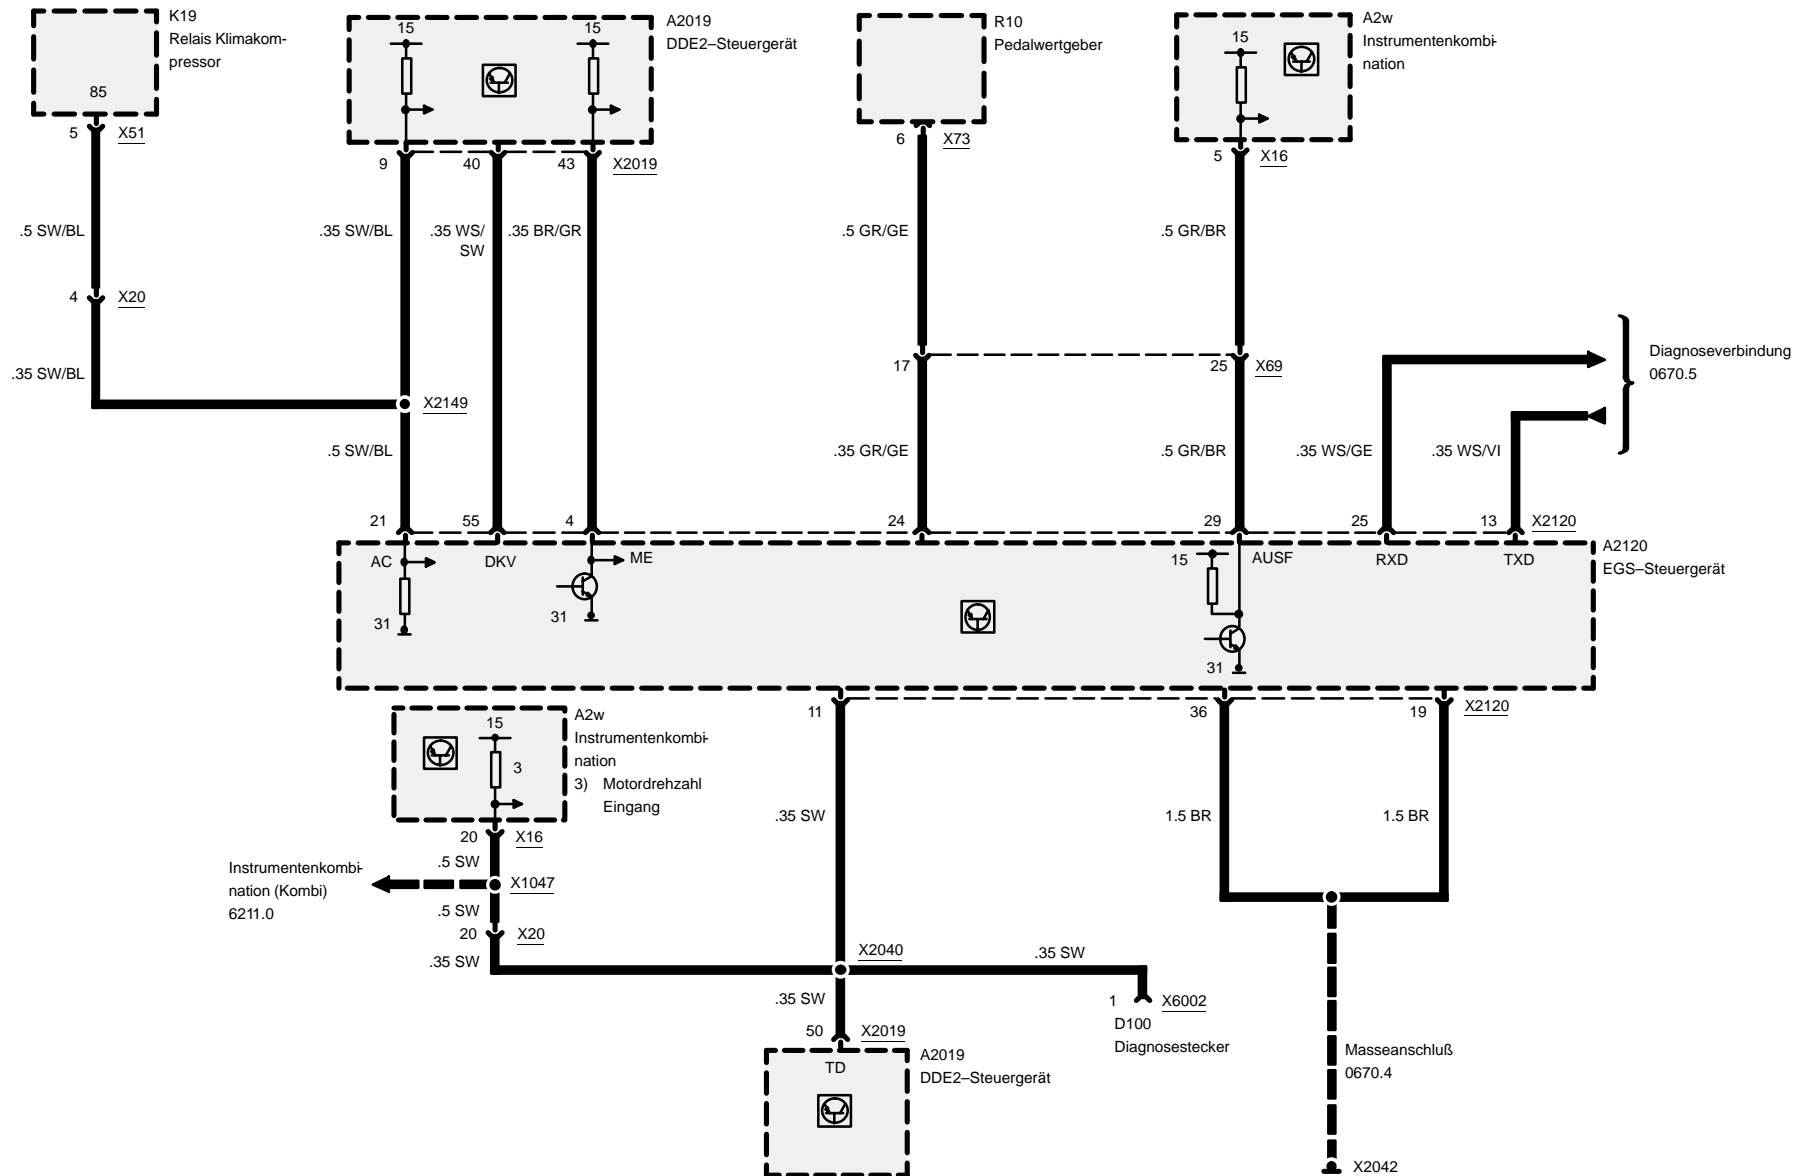 K19
Relais Klimakom-
pressor
85
5 X51
.5 SW/BL
4 X20
.35 SW/BL
A2019
DDE2–Steuergerät
15 15
9 40 43 X2019
.35 SW/BL
.35 WS/
SW
.35 BR/GR
X2149
.5 SW/BL
R10
Pedalwertgeber
6 X73
.5 GR/GE
17
.35 GR/GE
A2w
Instrumentenkombi-
nation
15
5 X16
.5 GR/BR
25 X69
.5 GR/BR
Diagnoseverbindung
0670.5
.35 WS/GE
.35 WS/VI
21 55 4 24 29 25 13 X2120
A2120
EGS–Steuergerät
AC DKV ME 15 AUSF RXD TXD
31 31 31
11 36 19 X2120
A2w
Instrumentenkombi-
nation
3) Motordrehzahl
Eingang
15
3
20 X16
.5 SW
X1047
Instrumentenkombi-
nation (Kombi)
6211.0
.5 SW
20 X20
.35 SW
.35 SW
X2040
.35 SW
.35 SW
1 X6002
D100
Diagnosestecker
50 X2019
A2019
DDE2–Steuergerät
TD
1.5 BR
1.5 BR
Masseanschluß
0670.4
X2042